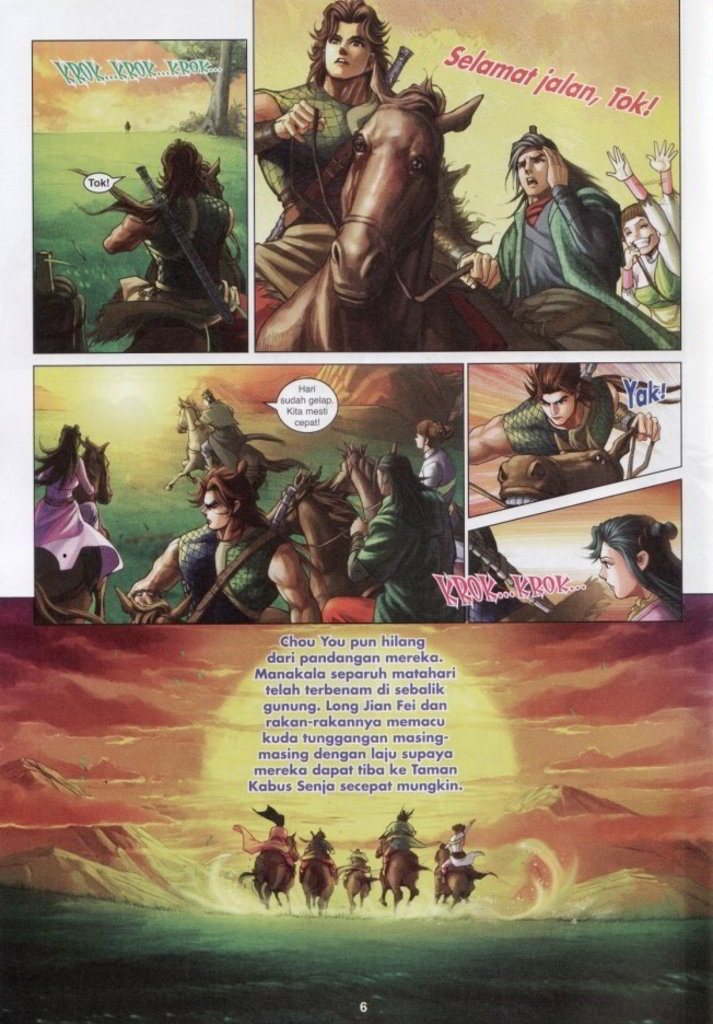 KROK...KROK...KROK...
Tok!
Selamat jalan, Tok!
Hari
sudah gelap.
Kita mesti
cepat!
Yak!
KROK...KROK...
Chou You pun hilang
dari pandangan mereka.
Manakala separuh matahari
telah terbenam di sebalik
gunung. Long Jian Fei dan
rakan-rakannya memacu
kuda tunggangan masing-
masing dengan laju supaya
mereka dapat tiba ke Taman
Kabus Senja secepat mungkin.
6